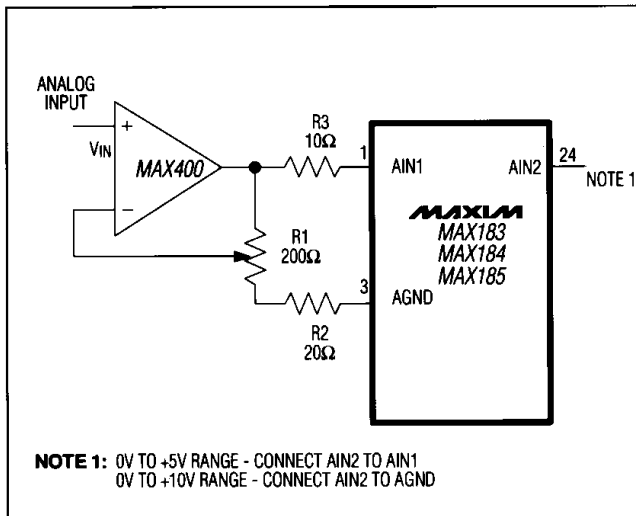 ANALOG
INPUT
VIN
+
-
MAX400
R3
10Ω
R1
200Ω
R2
20Ω
1
AIN1
AIN2
24
NOTE 1
MAXIM
MAX183
MAX184
MAX185
3
AGND
NOTE 1: 0V TO +5V RANGE - CONNECT AIN2 TO AIN1
0V TO +10V RANGE - CONNECT AIN2 TO AGND